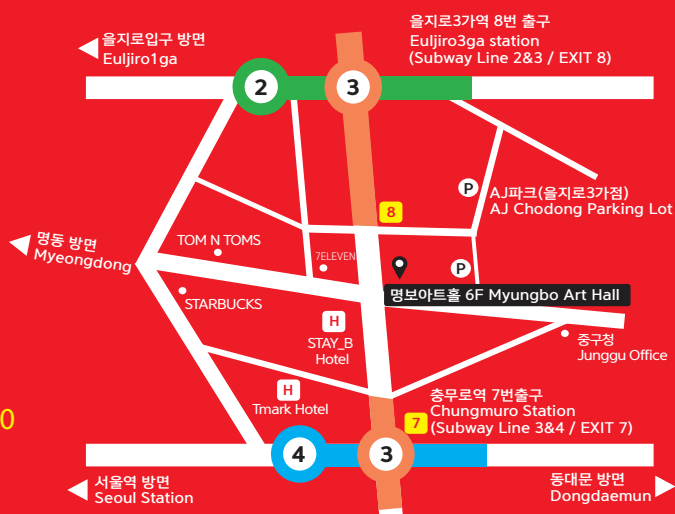 을지로입구 방면
Euljiro1ga
을지로3가역 8번 출구
Euljiro3ga station
(Subway Line 2&3 / EXIT 8)
2
3
P
AJ파크(을지로3가점)
AJ Chodong Parking Lot
8
명동 방면
Myeongdong
TOM N TOMS
7ELEVEN
P
명보아트홀 6F Myungbo Art Hall
STARBUCKS
H
STAY_B
Hotel
중구청
Junggu Office
H
Tmark Hotel
충무로역 7번출구
Chungmuro Station
(Subway Line 3&4 / EXIT 7)
7
0
4
3
서울역 방면
Seoul Station
동대문 방면
Dongdaemun